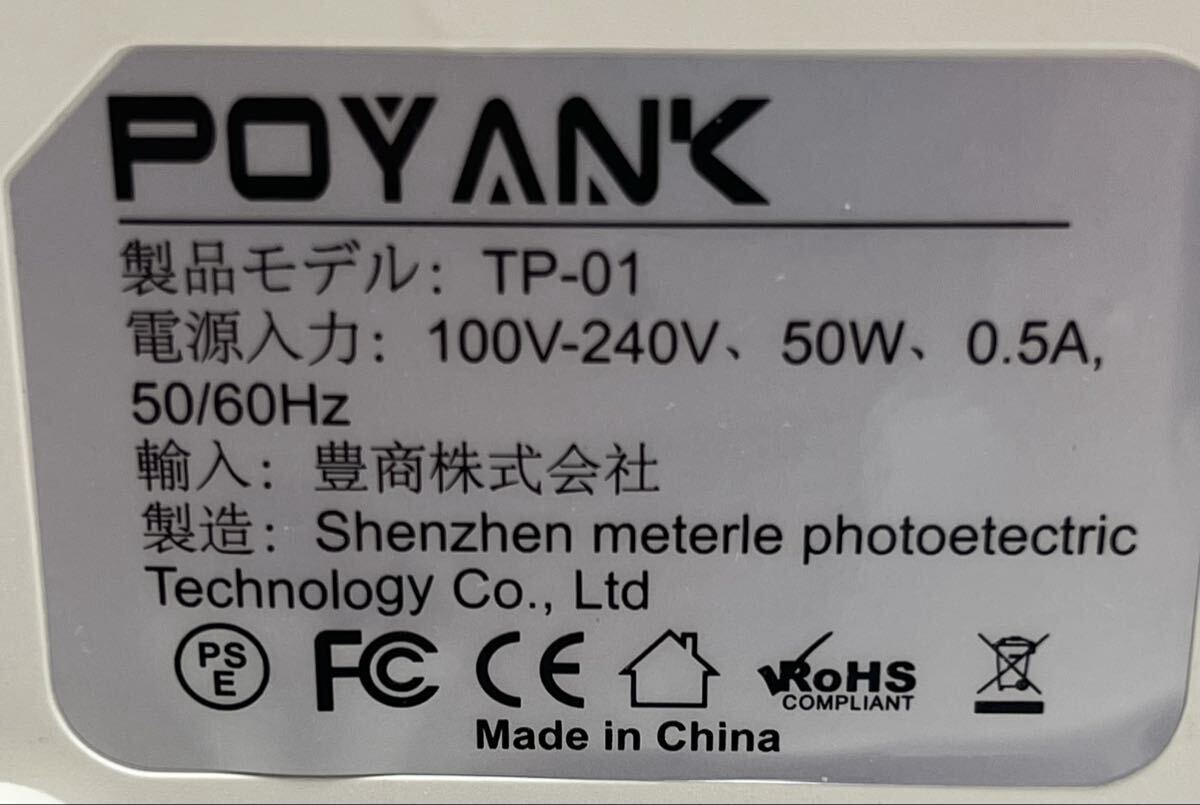 POYANK
製品モデル: TP-01
電源入力: 100V-240V、50W、0.5A,
50/60Hz
輸入: 豊商株式会社
製造: Shenzhen meterle photoetectric
Technology Co., Ltd
PSE FC CE RoHS
COMPLIANT
Made in China